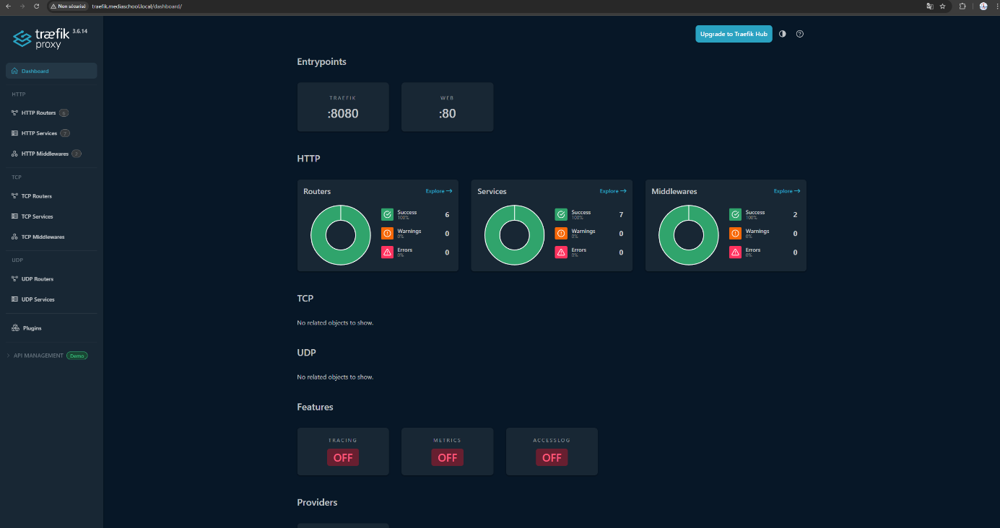 Non sécurisé traefik.mediaschool.local/dashboard/
træfik 3.6.14
proxy
Upgrade to Traefik Hub
Dashboard
HTTP
HTTP Routers 6
HTTP Services 7
HTTP Middlewares 2
TCP
TCP Routers
TCP Services
TCP Middlewares
UDP
UDP Routers
UDP Services
Plugins
API MANAGEMENT Demo
Entrypoints
TRAEFIK
:8080
WEB
:80
HTTP
Routers Explore →
Success 6
100%
Warnings 0
0%
Errors 0
0%
Services Explore →
Success 7
100%
Warnings 0
0%
Errors 0
0%
Middlewares Explore →
Success 2
100%
Warnings 0
0%
Errors 0
0%
TCP
No related objects to show.
UDP
No related objects to show.
Features
TRACING
OFF
METRICS
OFF
ACCESSLOG
OFF
Providers